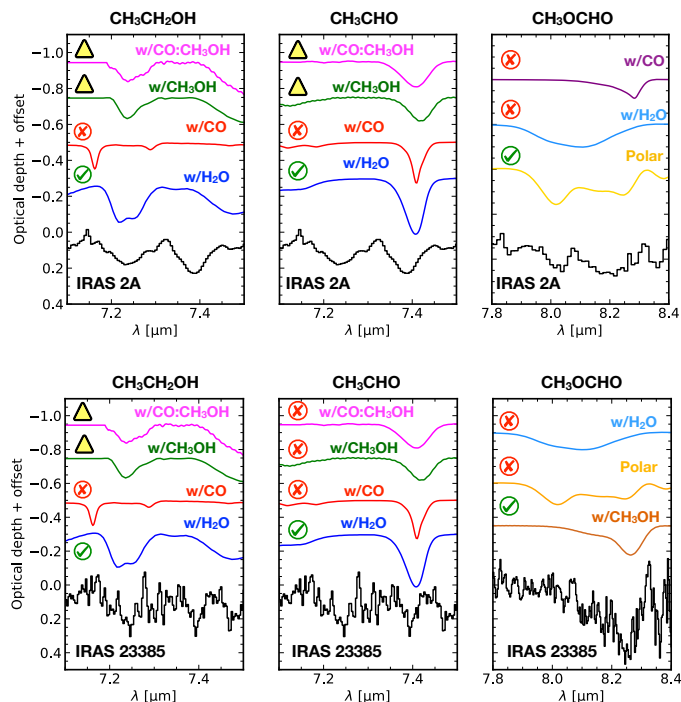 CH₃CH₂OH CH₃CHO CH₃OCHO
−1.0 w/CO:CH₃OH w/CO:CH₃OH
−0.8 w/CH₃OH w/CH₃OH w/CO
−0.6 w/CO w/CO w/H₂O
−0.4
−0.2 w/H₂O w/H₂O Polar
0.0
0.2
0.4 IRAS 2A IRAS 2A IRAS 2A
Optical depth + offset
7.2 7.4 7.2 7.4 7.8 8.0 8.2 8.4
λ [μm] λ [μm] λ [μm]
CH₃CH₂OH CH₃CHO CH₃OCHO
−1.0 w/CO:CH₃OH w/CO:CH₃OH w/H₂O
−0.8 w/CH₃OH w/CH₃OH
−0.6 w/CO w/CO Polar
−0.4
−0.2 w/H₂O w/H₂O w/CH₃OH
0.0
0.2
0.4 IRAS 23385 IRAS 23385 IRAS 23385
Optical depth + offset
7.2 7.4 7.2 7.4 7.8 8.0 8.2 8.4
λ [μm] λ [μm] λ [μm]